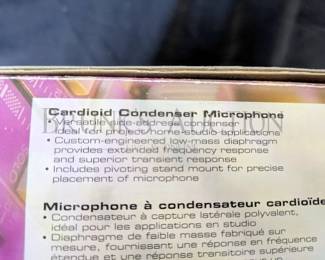 Cardioid Condenser Microphone
• Versatile side-address condenser
ideal for project/home-studio applications
• Custom-engineered low-mass diaphragm
provides extended frequency response
and superior transient response
• Includes pivoting stand mount for precise
placement of microphone
Microphone à condensateur cardioïde
• Condensateur à capture latérale polyvalent,
idéal pour les applications en studio
• Diaphragme de faible masse fabriqué sur
mesure, fournissant une réponse en fréquence
étendue et une réponse transitoire supérieure